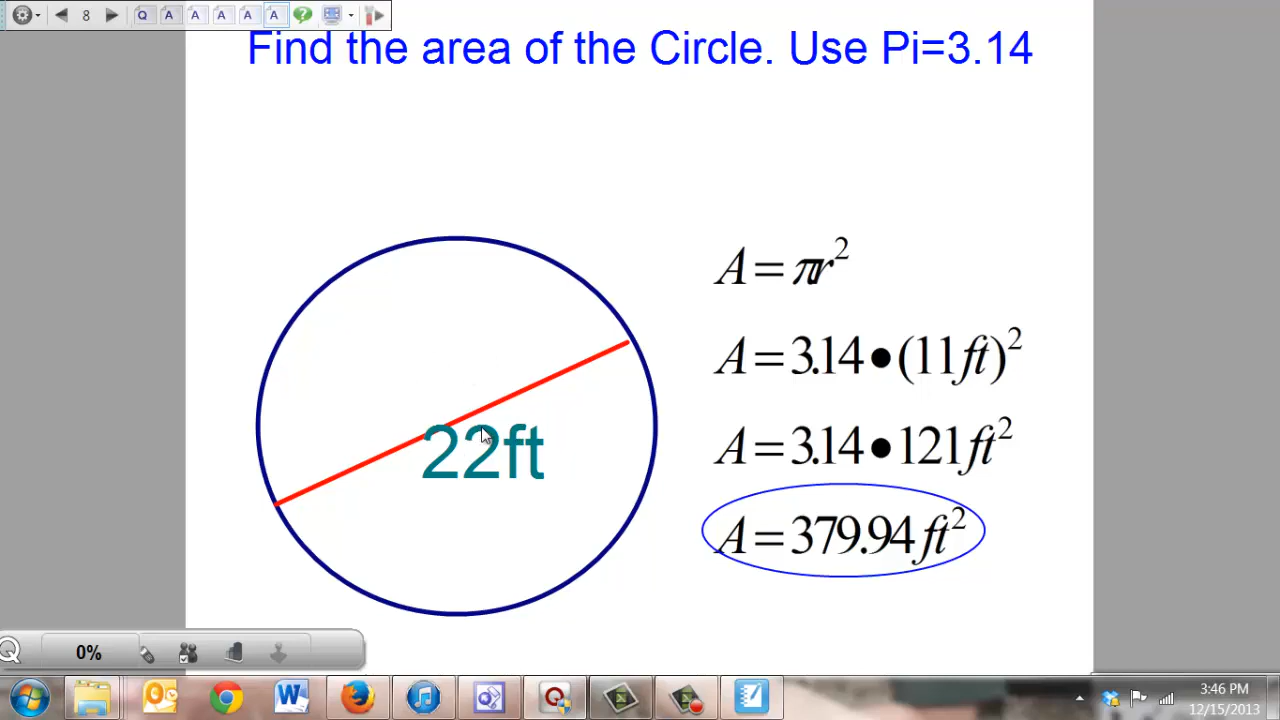 8 Q A A A A ?
Find the area of the Circle. Use Pi=3.14
A=πr²
A=3.14•(11ft)²
22ft
A=3.14•121ft²
A=379.94ft²
0%
3:46 PM
12/15/2013